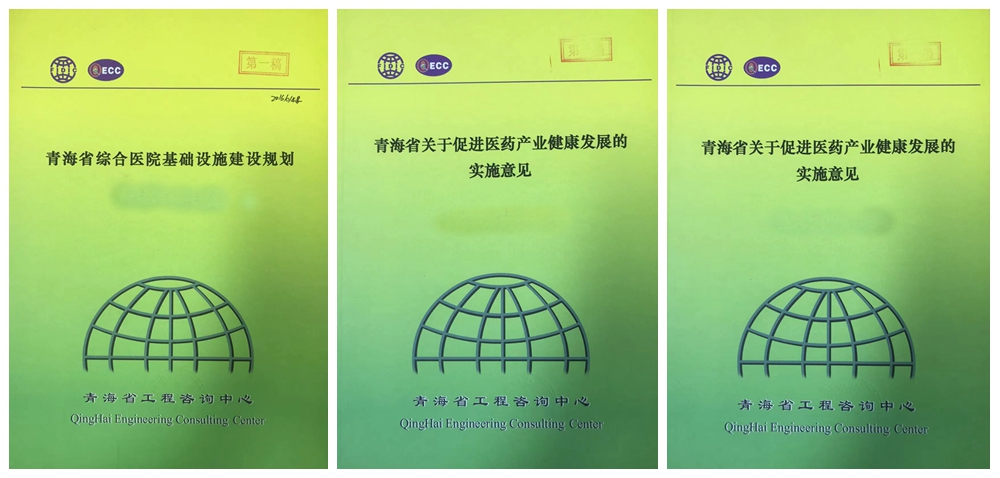 ECC
第一稿
青海省综合医院基础设施建设规划
青海省工程咨询中心
QingHai Engineering Consulting Center
ECC
第
青海省关于促进医药产业健康发展的
实施意见
青海省工程咨询中心
QingHai Engineering Consulting Center
ECC
第
青海省关于促进医药产业健康发展的
实施意见
青海省工程咨询中心
QingHai Engineering Consulting Center